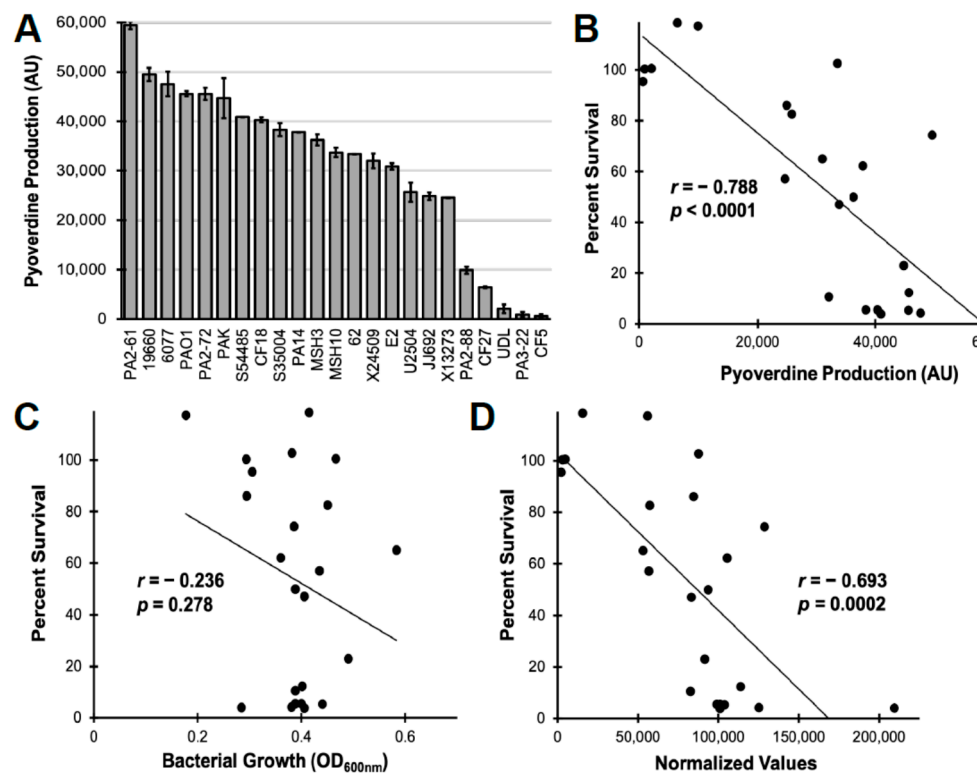 A
Pyoverdine Production (AU)
60,000
50,000
40,000
30,000
20,000
10,000
0
PA2-61
19660
6077
PAO1
PA2-72
PAK
S54485
CF18
S35004
PA14
MSH3
MSH10
62
X24509
E2
U2504
JJ692
X13273
PA2-88
CF27
UDL
PA3-22
CF5
B
Percent Survival
100
80
60
40
20
0
r = − 0.788
p < 0.0001
0
20,000
40,000
6
Pyoverdine Production (AU)
C
Percent Survival
100
80
60
40
20
0
r = − 0.236
p = 0.278
0
0.2
0.4
0.6
Bacterial Growth (OD600nm)
D
Percent Survival
100
80
60
40
20
0
r = − 0.693
p = 0.0002
0
50,000
100,000
150,000
200,000
Normalized Values